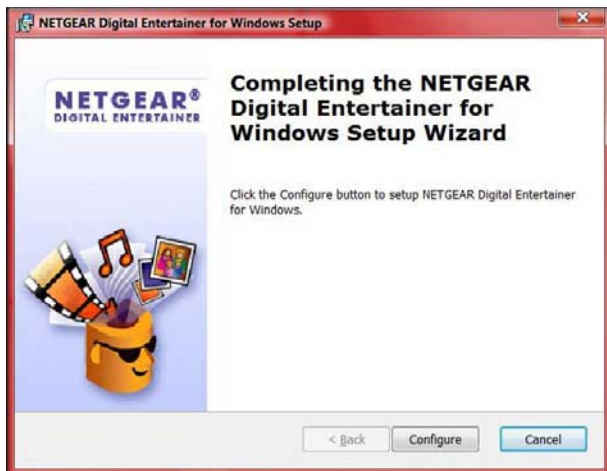 NETGEAR Digital Entertainer for Windows Setup
NETGEAR®
DIGITAL ENTERTAINER
Completing the NETGEAR
Digital Entertainer for
Windows Setup Wizard
Click the Configure button to setup NETGEAR Digital Entertainer
for Windows.
< Back
Configure
Cancel